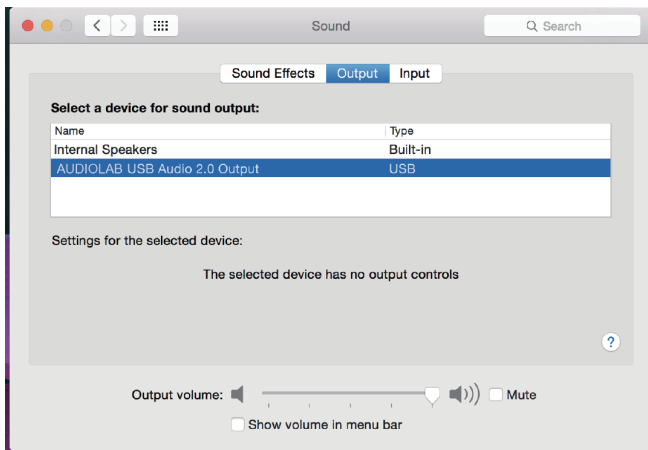 Sound
Search
Sound Effects Output Input
Select a device for sound output:
Name Type
Internal Speakers Built-in
AUDIOLAB USB Audio 2.0 Output USB
Settings for the selected device:
The selected device has no output controls
?
Output volume: Mute
Show volume in menu bar